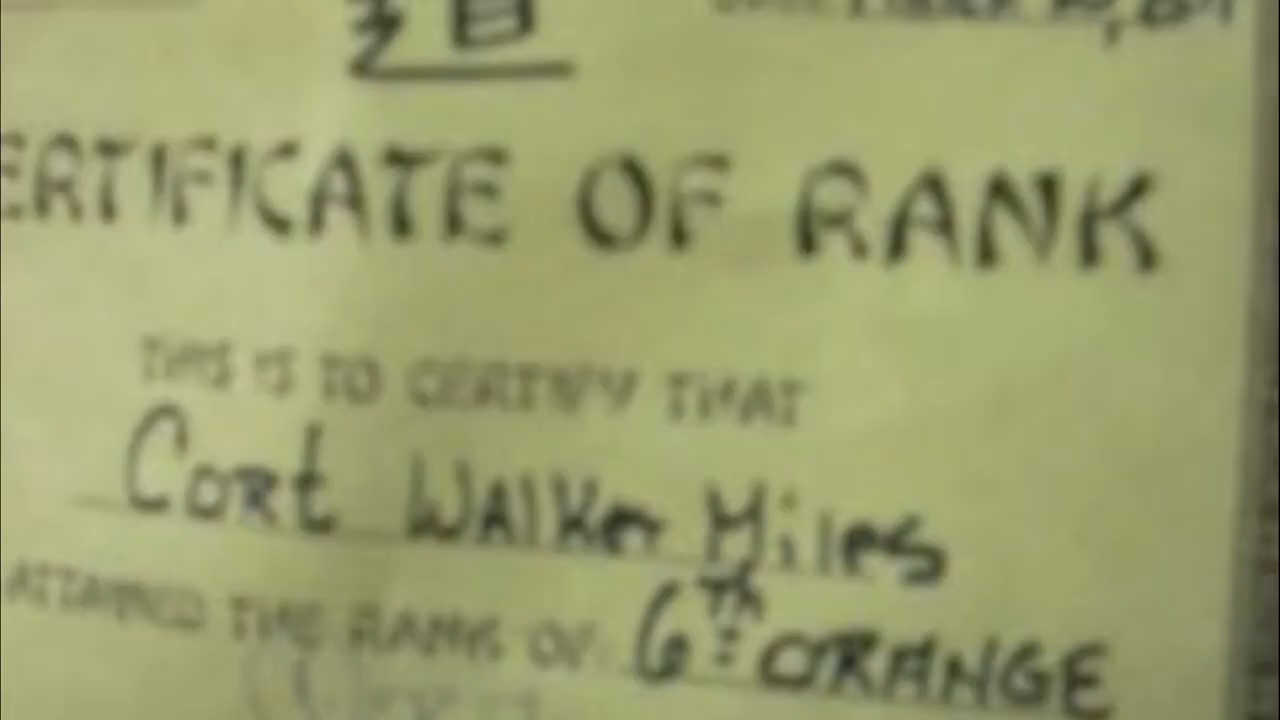 ERTIFICATE OF RANK
THIS IS TO CERTIFY THAT
Cort Walker Miles
ATTAINED THE RANK OF: 6th ORANGE